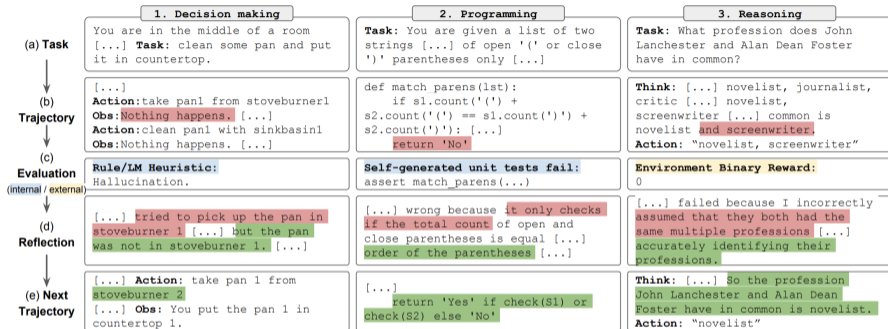 1. Decision making
2. Programming
3. Reasoning
(a) Task
You are in the middle of a room
[...] Task: clean some pan and put
it in countertop.
Task: You are given a list of two
strings [...] of open '(' or close
')' parentheses only [...]
Task: What profession does John
Lanchester and Alan Dean Foster
have in common?
(b)
Trajectory
[...]
Action:take pan1 from stoveburner1
Obs:Nothing happens. [...]
Action:clean pan1 with sinkbasin1
Obs:Nothing happens. [...]
def match_parens(lst):
if s1.count('(') +
s2.count('(') == s1.count(')') +
s2.count(')'): [...]
return 'No'
Think: [...] novelist, journalist,
critic [...] novelist,
screenwriter [...] common is
novelist and screenwriter.
Action: “novelist, screenwriter”
(c)
Evaluation
(internal / external)
Rule/LM Heuristic:
Hallucination.
Self-generated unit tests fail:
assert match_parens(...)
Environment Binary Reward:
0
(d)
Reflection
[...] tried to pick up the pan in
stoveburner 1 [...] but the pan
was not in stoveburner 1. [...]
[...] wrong because it only checks
if the total count of open and
close parentheses is equal [...]
order of the parentheses [...]
[...] failed because I incorrectly
assumed that they both had the
same multiple professions [...]
accurately identifying their
professions.
(e) Next
Trajectory
[...] Action: take pan 1 from
stoveburner 2
[...] Obs: You put the pan 1 in
countertop 1.
[...]
return 'Yes' if check(S1) or
check(S2) else 'No'
Think: [...] So the profession
John Lanchester and Alan Dean
Foster have in common is novelist.
Action: “novelist”